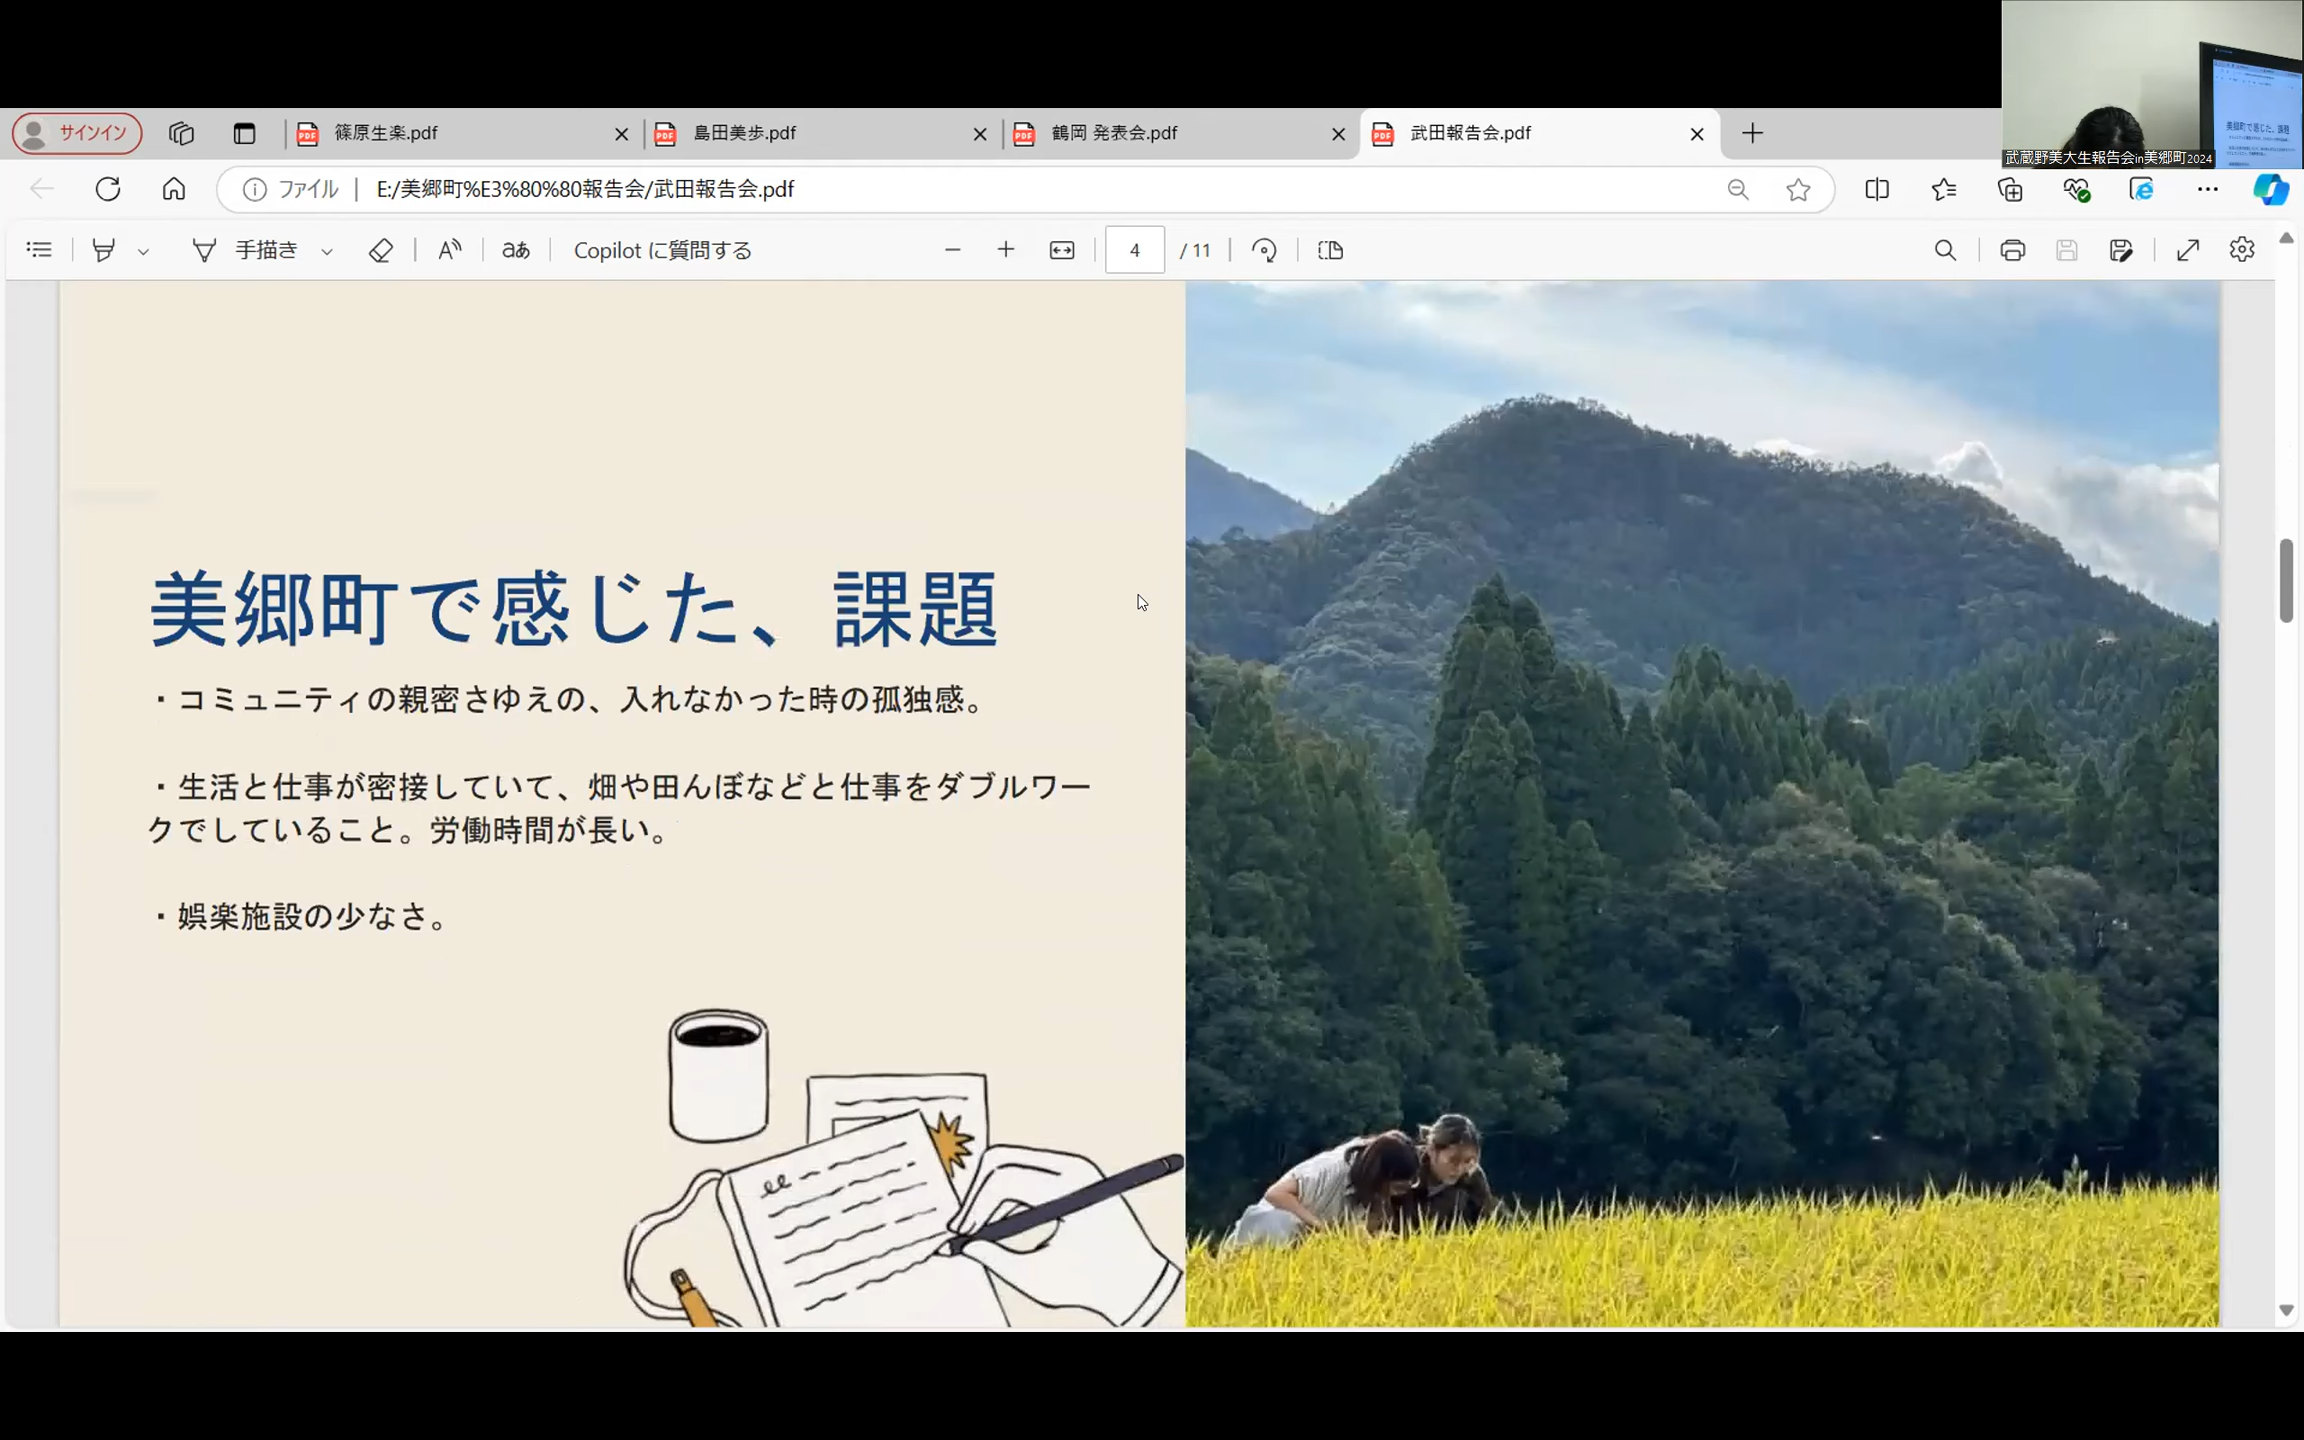 武蔵野美大生報告会in美郷町2024
サインイン
篠原生楽.pdf
島田美歩.pdf
鶴岡 発表会.pdf
武田報告会.pdf
ファイル
E:/美郷町%E3%80%80報告会/武田報告会.pdf
手描き
aあ
Copilot に質問する
4 / 11
美郷町で感じた、課題
・コミュニティの親密さゆえの、入れなかった時の孤独感。
・生活と仕事が密接していて、畑や田んぼなどと仕事をダブルワー
クでしていること。労働時間が長い。
・娯楽施設の少なさ。